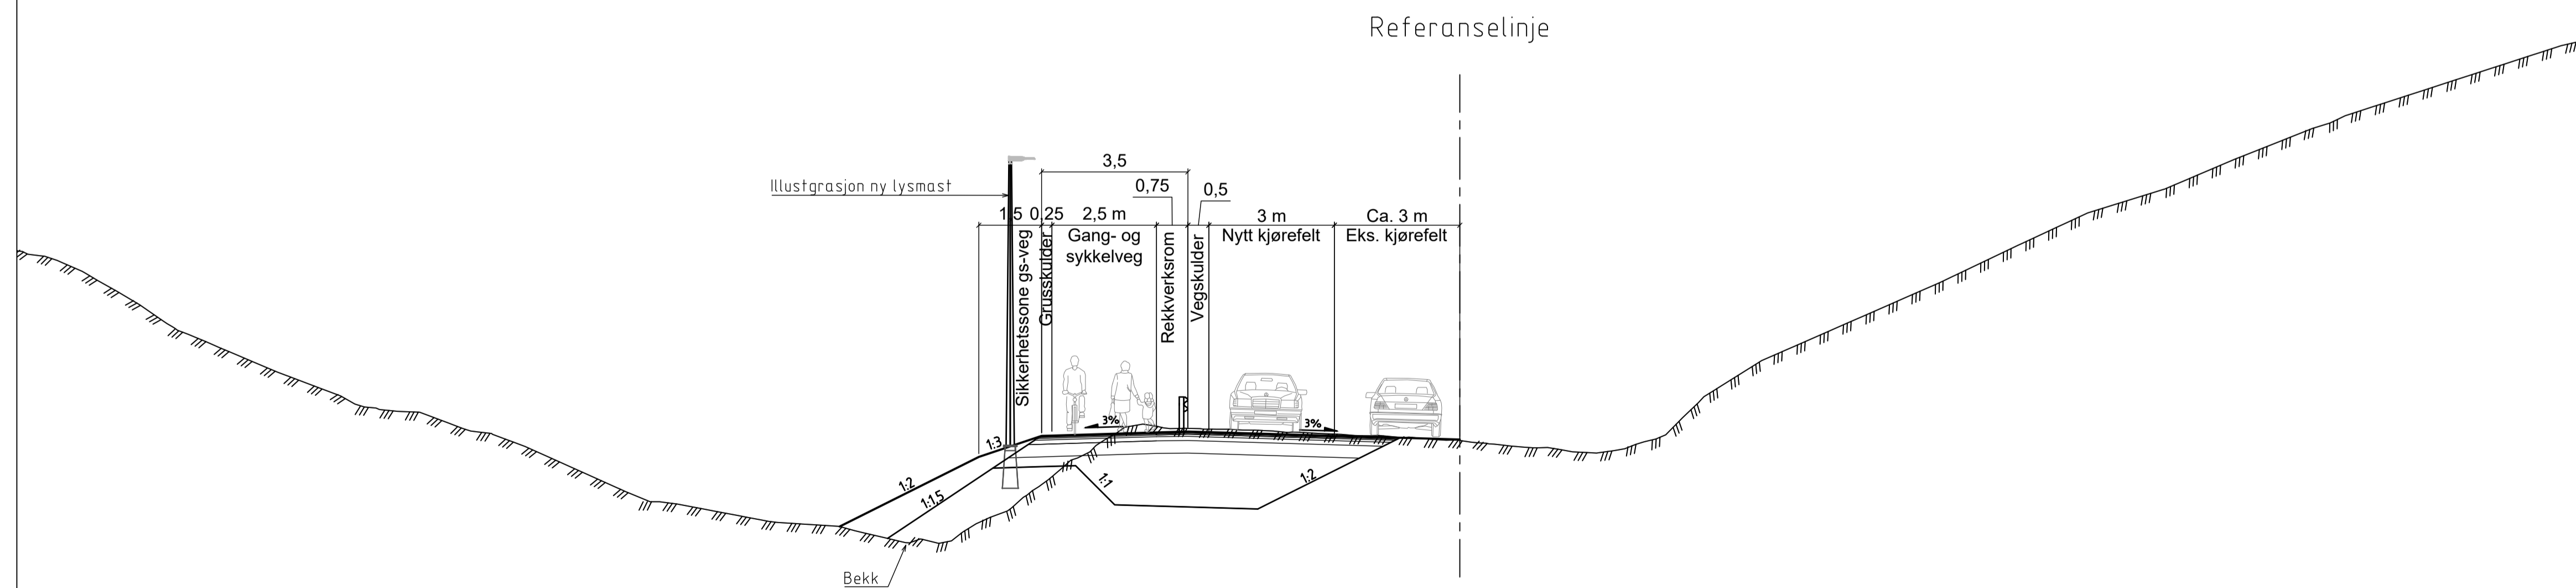 Referanselinje
3,5
Illustgrasjon ny lysmast
0,75
0,5
1,5
0,25
2,5 m
3 m
Ca. 3 m
Sikkerhetssone gs-veg
Grusskulder
Gang- og
sykkelveg
Rekkverksrom
Vegskulder
Nytt kjørefelt
Eks. kjørefelt
3%
3%
1:3
1:2
1:1,5
1:1
1:2
Bekk